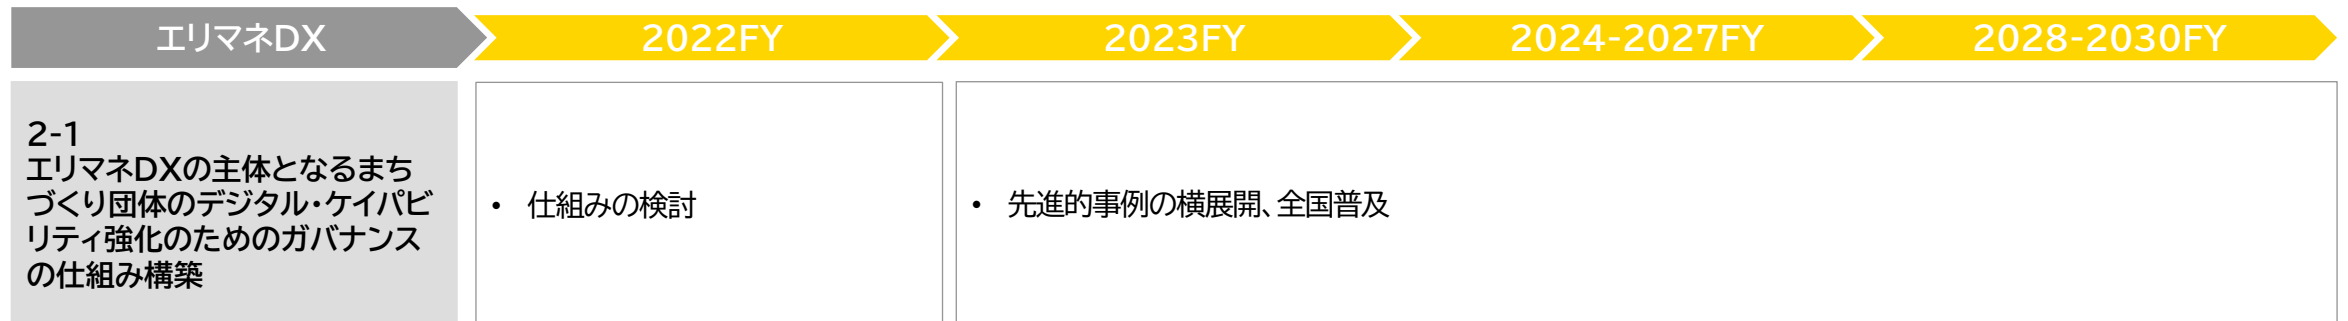 エリマネDX
2022FY
2023FY
2024-2027FY
2028-2030FY
2-1
エリマネDXの主体となるまち
づくり団体のデジタル・ケイパビ
リティ強化のためのガバナンス
の仕組み構築
• 仕組みの検討
• 先進的事例の横展開、全国普及